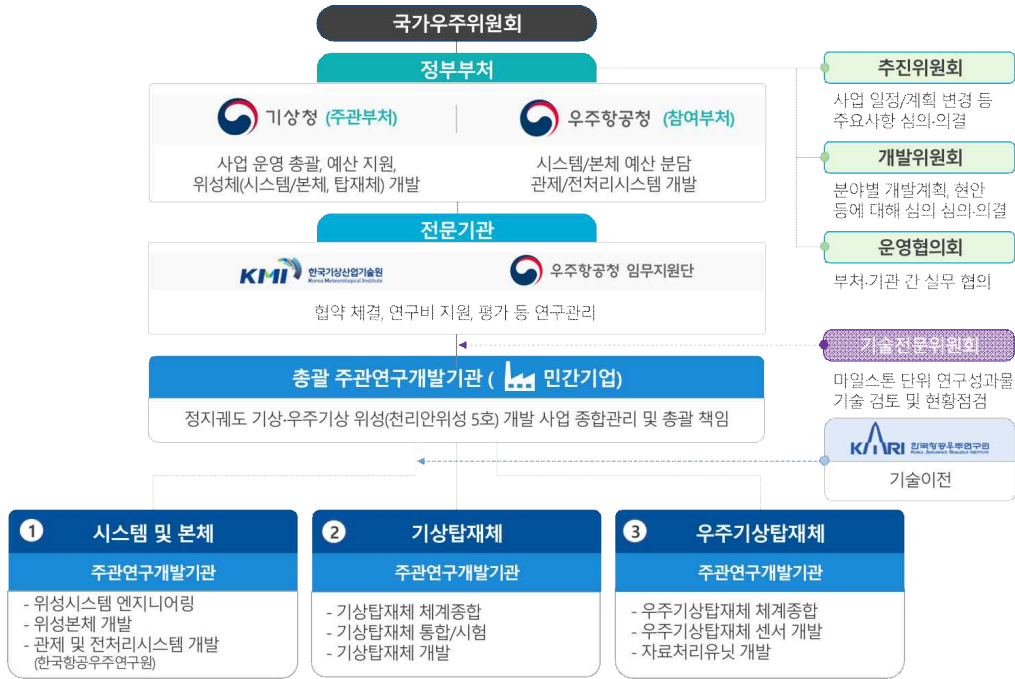 국가우주위원회
정부부처
기상청 (주관부처)
우주항공청 (참여부처)
사업 운영 총괄, 예산 지원,
위성체(시스템/본체, 탑재체) 개발
시스템/본체 예산 분담
관제/전처리시스템 개발
전문기관
KMI 한국기상산업기술원
Korea Meteorological Institute
우주항공청 임무지원단
협약 체결, 연구비 지원, 평가 등 연구관리
총괄 주관연구개발기관 ( 민간기업)
정지궤도 기상·우주기상 위성(천리안위성 5호) 개발 사업 종합관리 및 총괄 책임
추진위원회
사업 일정/계획 변경 등
주요사항 심의·의결
개발위원회
분야별 개발계획, 현안
등에 대해 심의 심의·의결
운영협의회
부처·기관 간 실무 협의
기술전문위원회
마일스톤 단위 연구성과물
기술 검토 및 현황점검
KARI 한국항공우주연구원
Korea Aerospace Research Institute
기술이전
1 시스템 및 본체
주관연구개발기관
- 위성시스템 엔지니어링
- 위성본체 개발
- 관제 및 전처리시스템 개발
(한국항공우주연구원)
2 기상탑재체
주관연구개발기관
- 기상탑재체 체계종합
- 기상탑재체 통합/시험
- 기상탑재체 개발
3 우주기상탑재체
주관연구개발기관
- 우주기상탑재체 체계종합
- 우주기상탑재체 센서 개발
- 자료처리유닛 개발